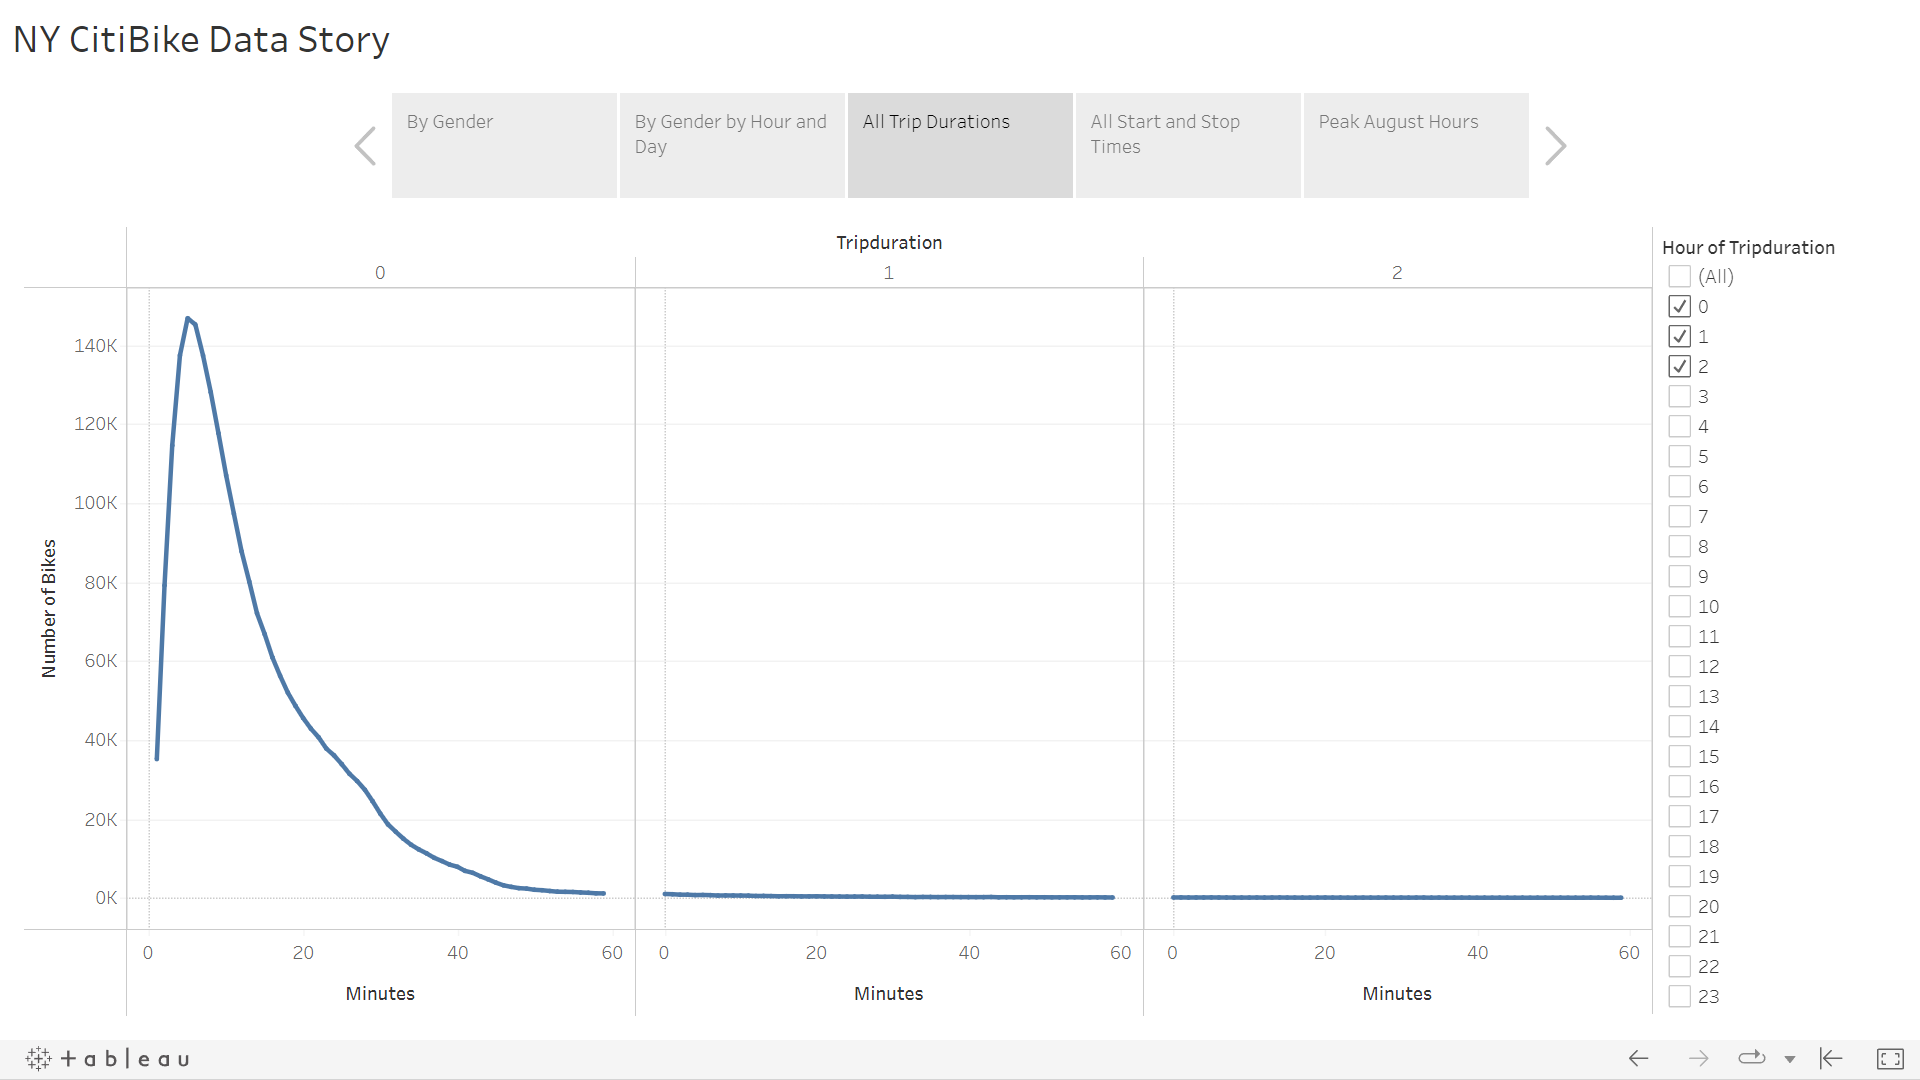 NY CitiBike Data Story
By Gender
By Gender by Hour and
Day
All Trip Durations
All Start and Stop
Times
Peak August Hours
Tripduration
0
1
2
Number of Bikes
140K
120K
100K
80K
60K
40K
20K
0K
0 20 40 60
0 20 40 60
0 20 40 60
Minutes
Minutes
Minutes
Hour of Tripduration
(All)
0
1
2
3
4
5
6
7
8
9
10
11
12
13
14
15
16
17
18
19
20
21
22
23
+ableau